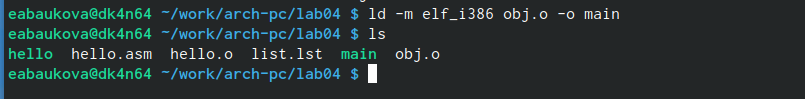 eabaukova@dk4n64 ~/work/arch-pc/lab04 $ ld -m elf_i386 obj.o -o main
eabaukova@dk4n64 ~/work/arch-pc/lab04 $ ls
hello  hello.asm  hello.o  list.lst  main  obj.o
eabaukova@dk4n64 ~/work/arch-pc/lab04 $